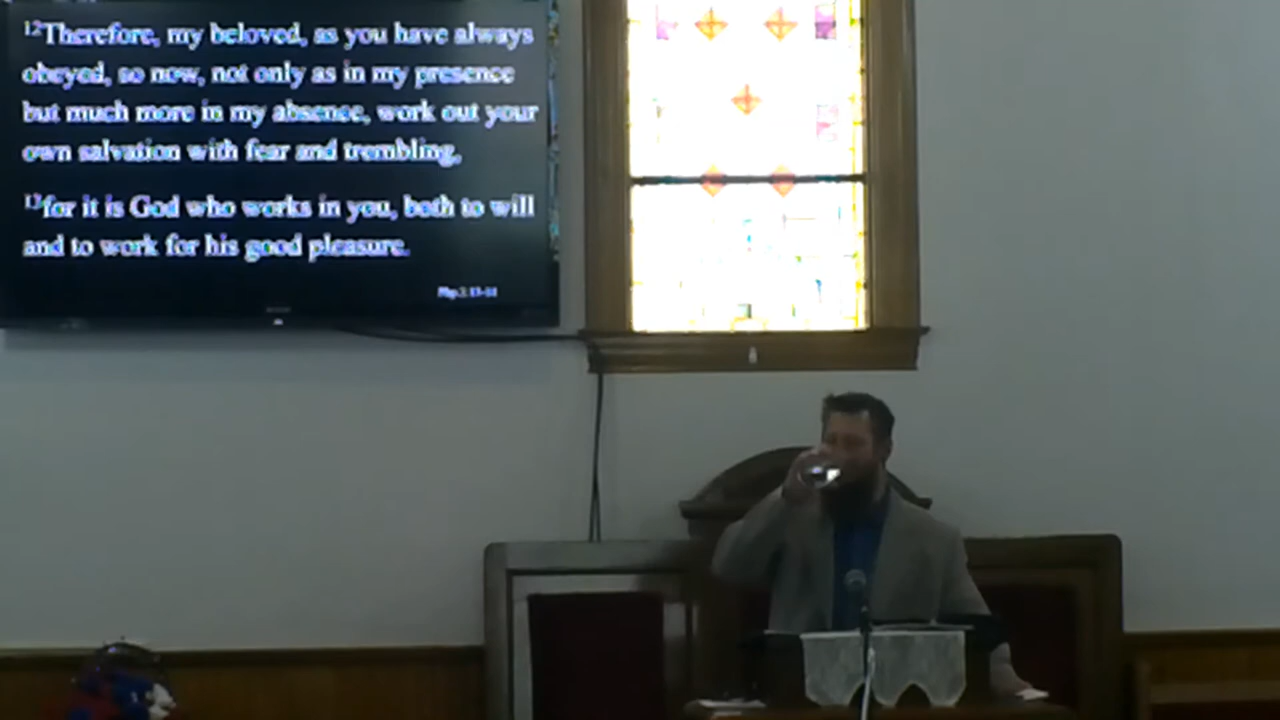 ¹²Therefore, my beloved, as you have always
obeyed, so now, not only as in my presence
but much more in my absence, work out your
own salvation with fear and trembling,
¹³for it is God who works in you, both to will
and to work for his good pleasure.